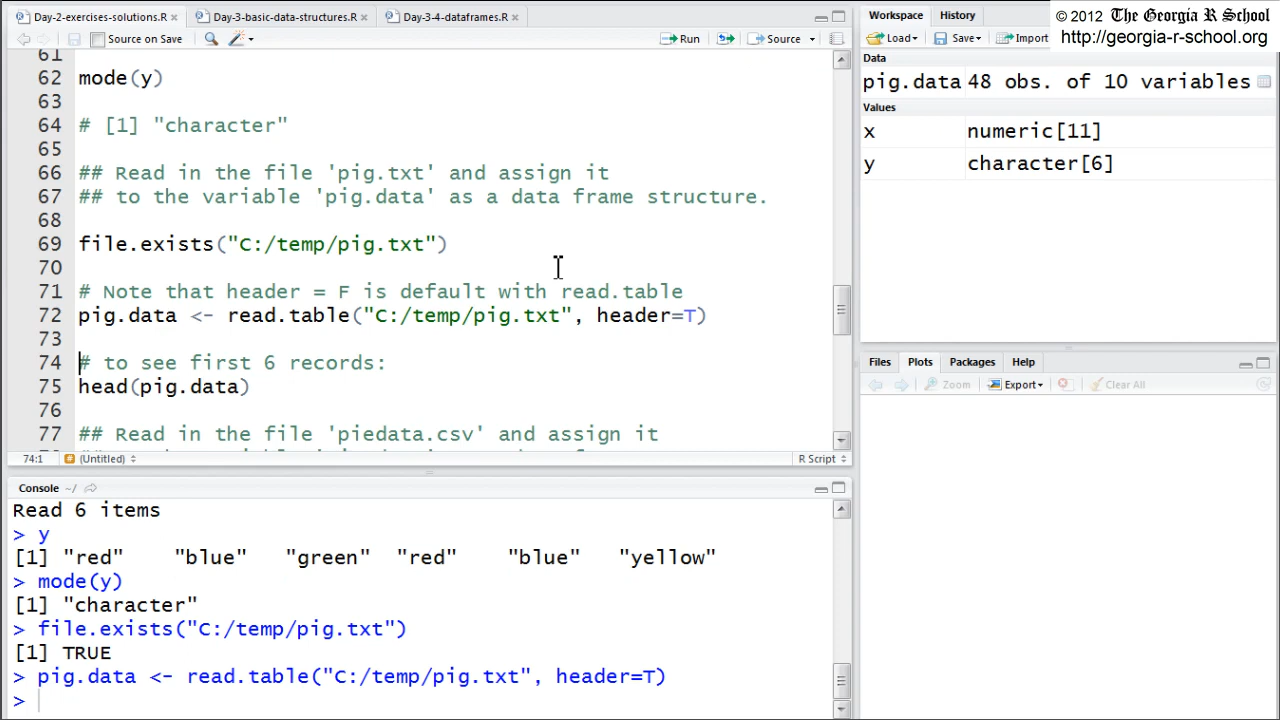 Day-2-exercises-solutions.R
Day-3-basic-data-structures.R
Day-3-4-dataframes.R
Source on Save
Run
Source
61
62 mode(y)
63
64 # [1] "character"
65
66 ## Read in the file 'pig.txt' and assign it
67 ## to the variable 'pig.data' as a data frame structure.
68
69 file.exists("C:/temp/pig.txt")
70
71 # Note that header = F is default with read.table
72 pig.data <- read.table("C:/temp/pig.txt", header=T)
73
74 # to see first 6 records:
75 head(pig.data)
76
77 ## Read in the file 'piedata.csv' and assign it
74:1
(Untitled)
R Script
Console ~/
Read 6 items
> y
[1] "red" "blue" "green" "red" "blue" "yellow"
> mode(y)
[1] "character"
> file.exists("C:/temp/pig.txt")
[1] TRUE
> pig.data <- read.table("C:/temp/pig.txt", header=T)
>
Workspace
History
© 2012 The Georgia R School
http://georgia-r-school.org
Load
Save
Import
Data
pig.data 48 obs. of 10 variables
Values
x numeric[11]
y character[6]
Files
Plots
Packages
Help
Zoom
Export
Clear All